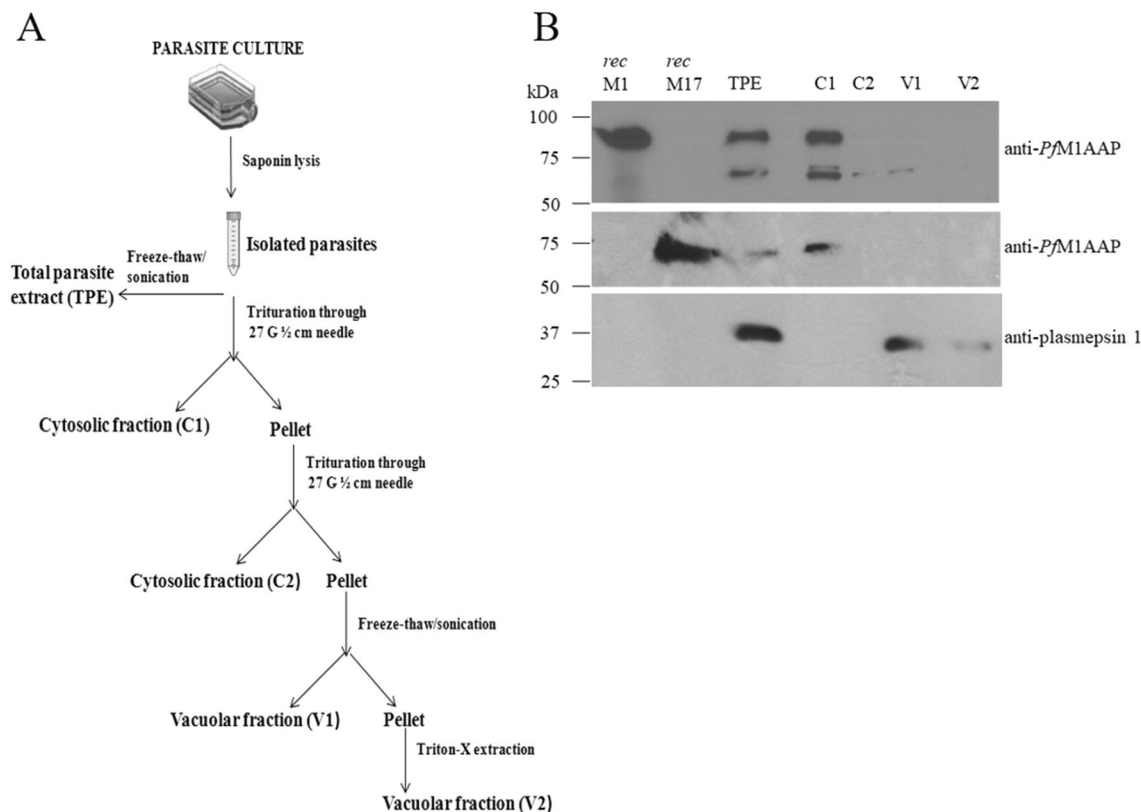 A
PARASITE CULTURE
Saponin lysis
Isolated parasites
Freeze-thaw/
sonication
Total parasite
extract (TPE)
Trituration through
27 G ½ cm needle
Cytosolic fraction (C1)
Pellet
Trituration through
27 G ½ cm needle
Cytosolic fraction (C2)
Pellet
Freeze-thaw/sonication
Vacuolar fraction (V1)
Pellet
Triton-X extraction
Vacuolar fraction (V2)
B
rec rec
kDa M1 M17 TPE C1 C2 V1 V2
100
75
50
anti-PfM1AAP
75
50
anti-PfM1AAP
37
25
anti-plasmepsin 1